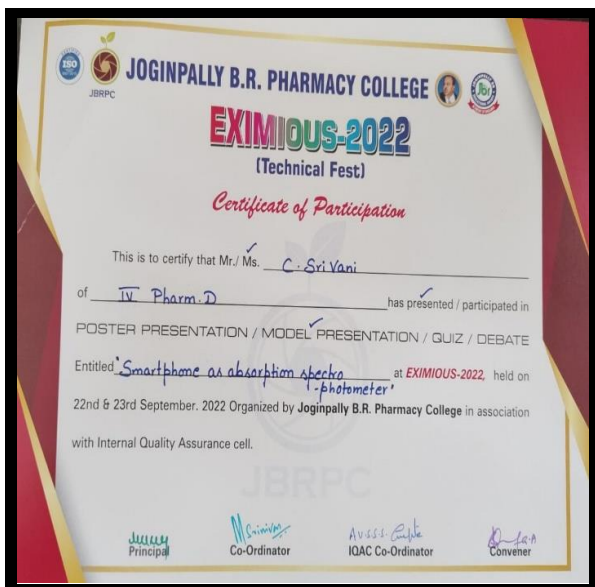 ISO
JBRPC
JOGINPALLY B.R. PHARMACY COLLEGE
Jbr
EXIMIOUS-2022
(Technical Fest)
Certificate of Participation
This is to certify that Mr./ Ms. C. Sri Vani
of IV Pharm.D has presented / participated in
POSTER PRESENTATION / MODEL PRESENTATION / QUIZ / DEBATE
Entitled "Smartphone as absorption spectro at EXIMIOUS-2022, held on
-photometer"
22nd & 23rd September. 2022 Organized by Joginpally B.R. Pharmacy College in association
with Internal Quality Assurance cell.
JBRPC
Principal Co-Ordinator IQAC Co-Ordinator Convener